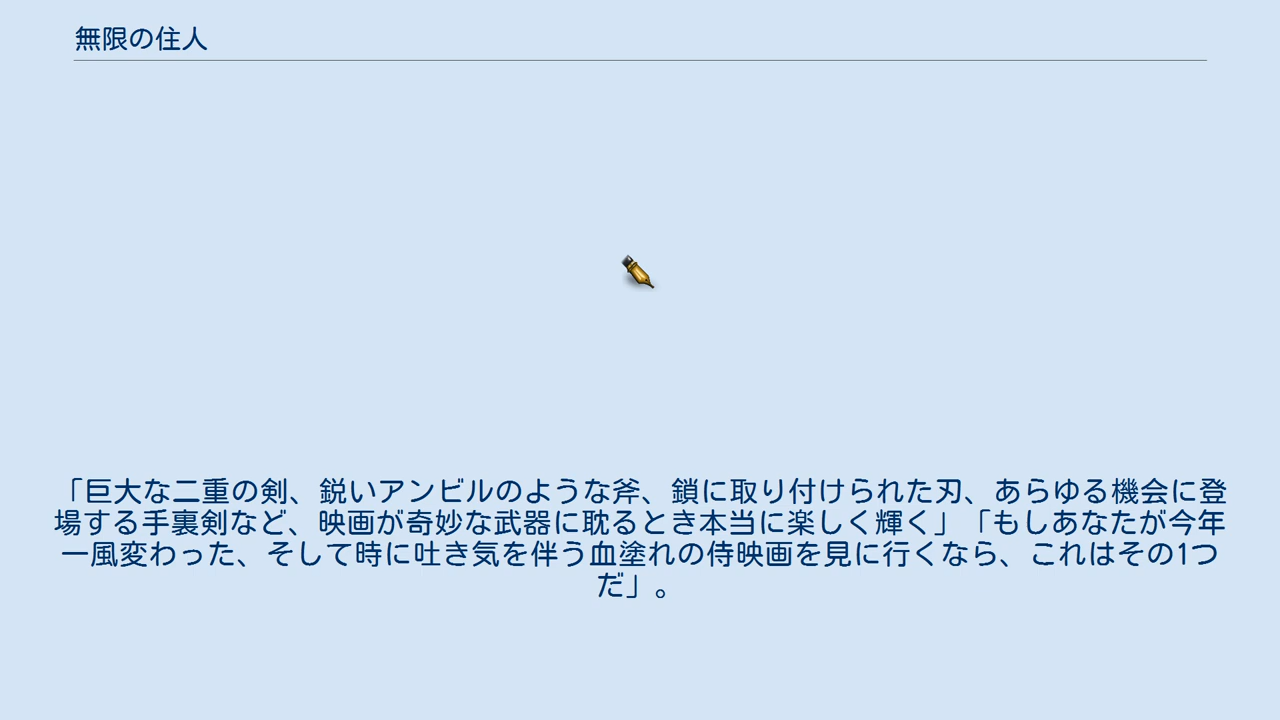 無限の住人
「巨大な二重の剣、鋭いアンビルのような斧、鎖に取り付けられた刃、あらゆる機会に登
場する手裏剣など、映画が奇妙な武器に耽るとき本当に楽しく輝く」「もしあなたが今年
一風変わった、そして時に吐き気を伴う血塗れの侍映画を見に行くなら、これはその1つ
だ」。